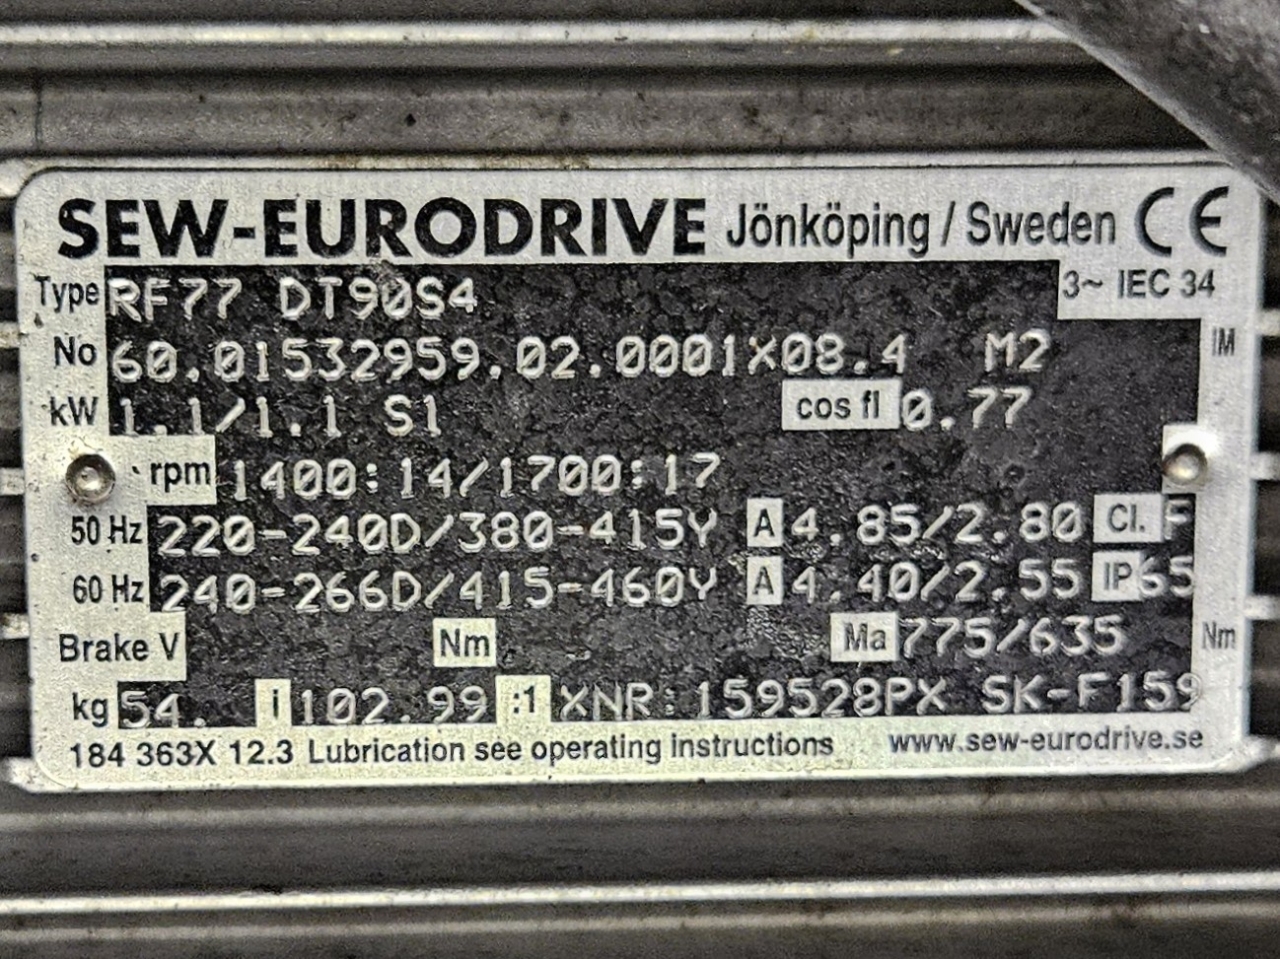 SEW-EURODRIVE Jönköping / Sweden CE
Type RF77 DT90S4 3~ IEC 34
No 60.01532959.02.0001X08.4 M2 IM
kW 1.1/1.1 S1 cos fl 0.77
rpm 1400:14/1700:17
50 Hz 220-240D/380-415Y A 4.85/2.80 Cl. F
60 Hz 240-266D/415-460Y A 4.40/2.55 IP 65
Brake V Nm Ma 775/635 Nm
kg 54. i 102.99 :1 XNR:159528PX SK-F159
184 363X 12.3 Lubrication see operating instructions www.sew-eurodrive.se